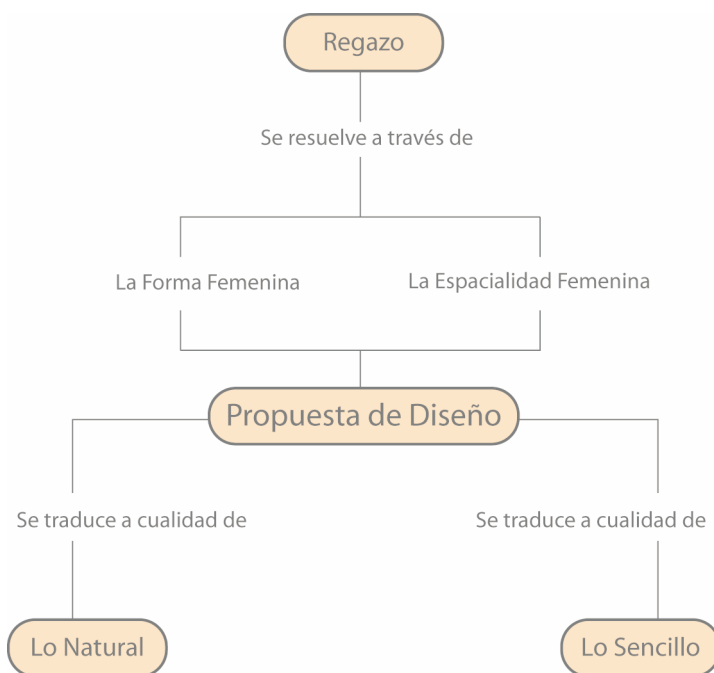 Regazo
Se resuelve a través de
La Forma Femenina
La Espacialidad Femenina
Propuesta de Diseño
Se traduce a cualidad de
Se traduce a cualidad de
Lo Natural
Lo Sencillo